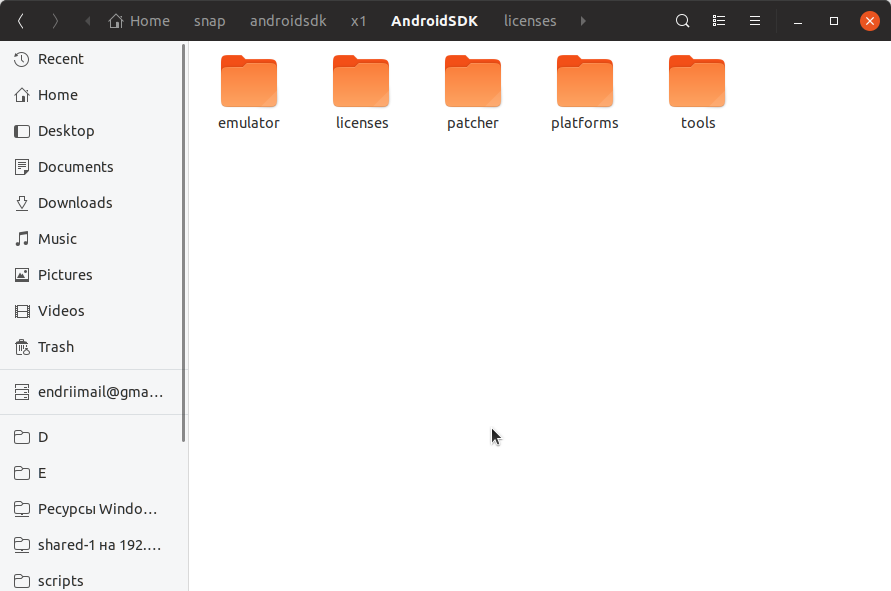 Home snap androidsdk x1 AndroidSDK licenses
Recent
Home
Desktop
Documents
Downloads
Music
Pictures
Videos
Trash
endriimail@gma…
D
E
Ресурсы Windo…
shared-1 на 192.…
scripts
emulator licenses patcher platforms tools